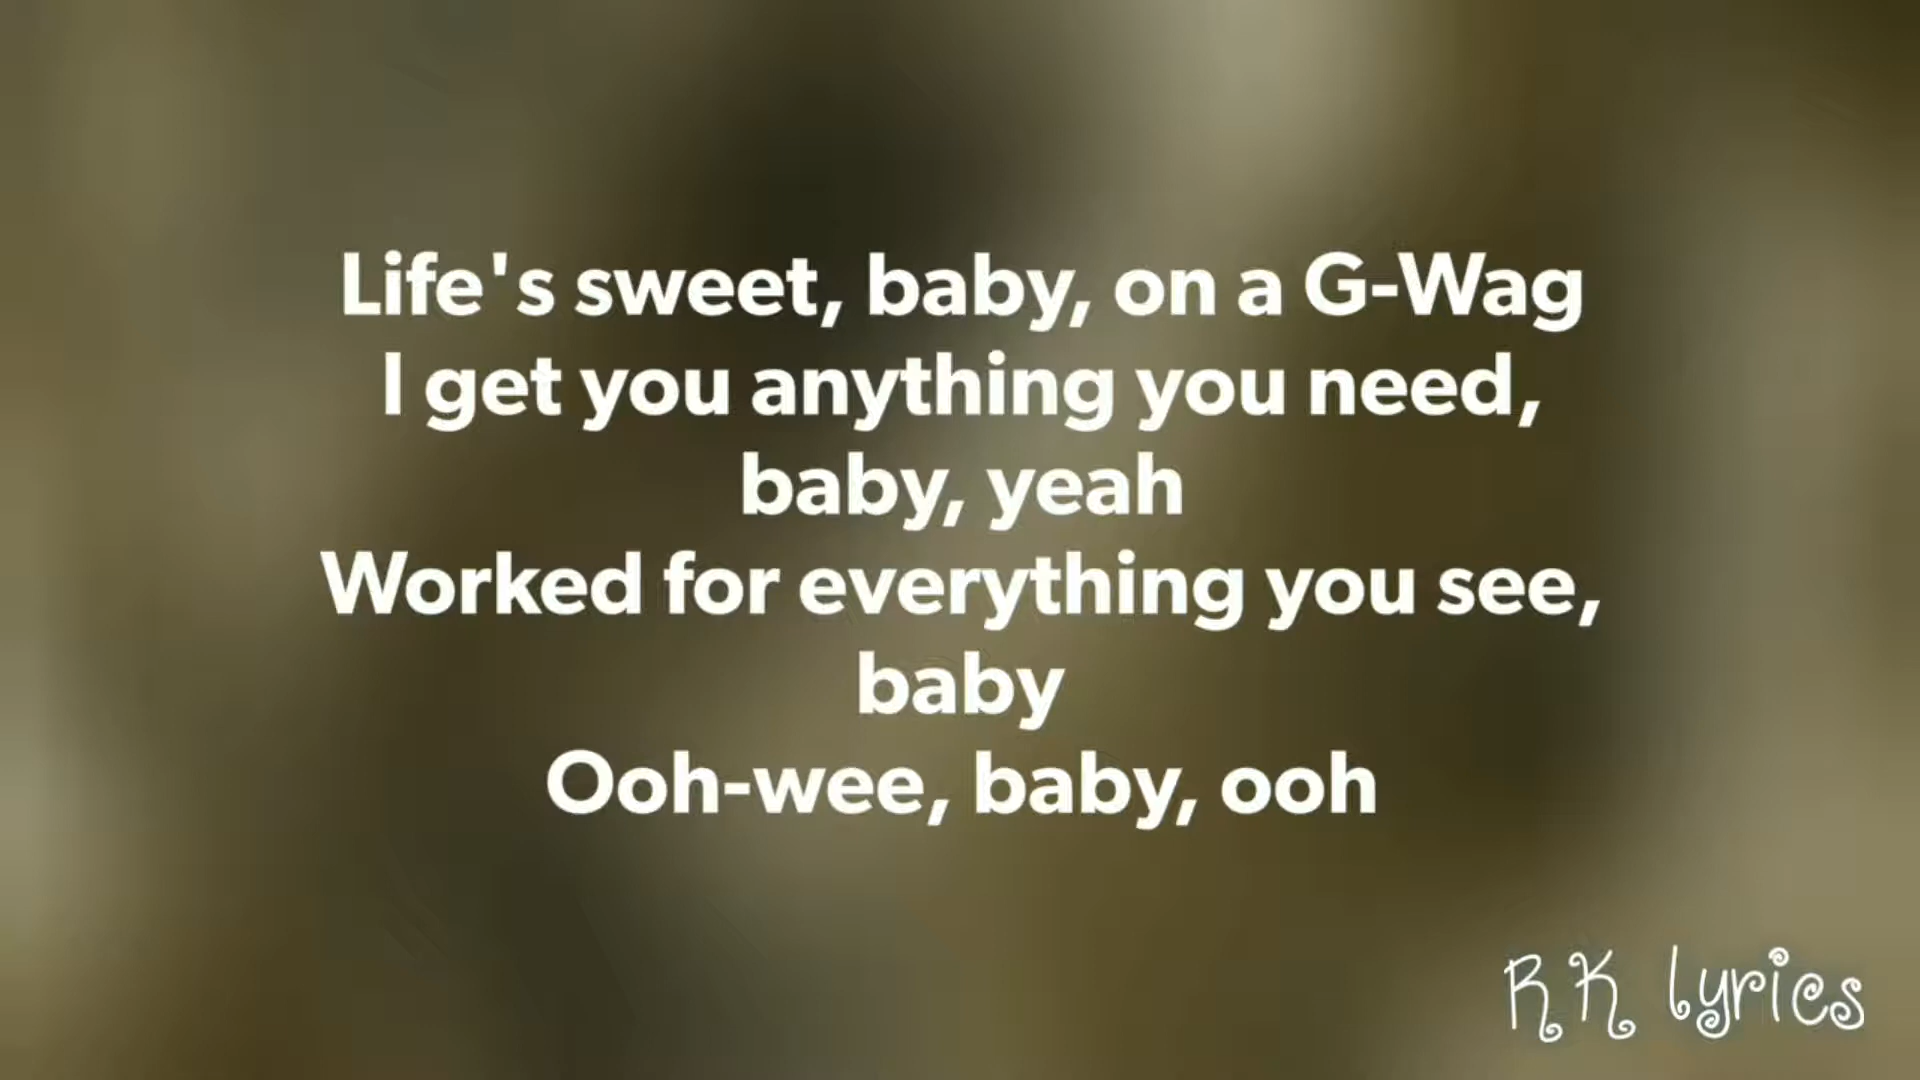 Life's sweet, baby, on a G-Wag
I get you anything you need,
baby, yeah
Worked for everything you see,
baby
Ooh-wee, baby, ooh
RK lyrics